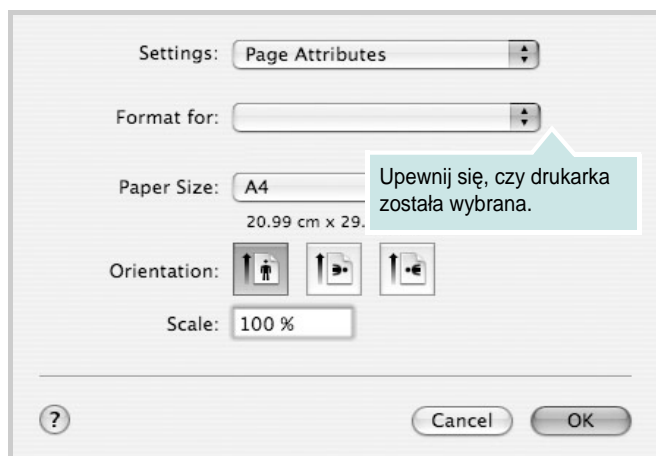 Settings: Page Attributes
Format for:
Upewnij się, czy drukarka
została wybrana.
Paper Size: A4
20.99 cm x 29.
Orientation:
Scale: 100 %
? Cancel OK